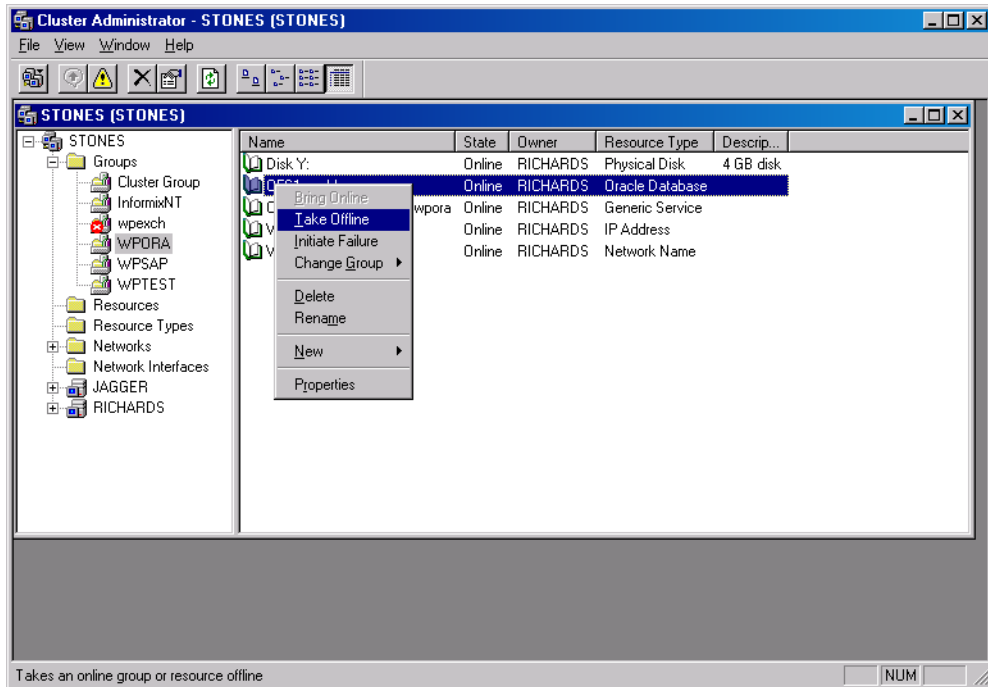 Cluster Administrator - STONES (STONES)
File View Window Help
STONES (STONES)
STONES
Groups
Cluster Group
InformixNT
wpexch
WPORA
WPSAP
WPTEST
Resources
Resource Types
Networks
Network Interfaces
JAGGER
RICHARDS
Name State Owner Resource Type Descrip...
Disk Y: Online RICHARDS Physical Disk 4 GB disk
Online RICHARDS Oracle Database
wpora Online RICHARDS Generic Service
Online RICHARDS IP Address
Online RICHARDS Network Name
Bring Online
Take Offline
Initiate Failure
Change Group
Delete
Rename
New
Properties
Takes an online group or resource offline
NUM